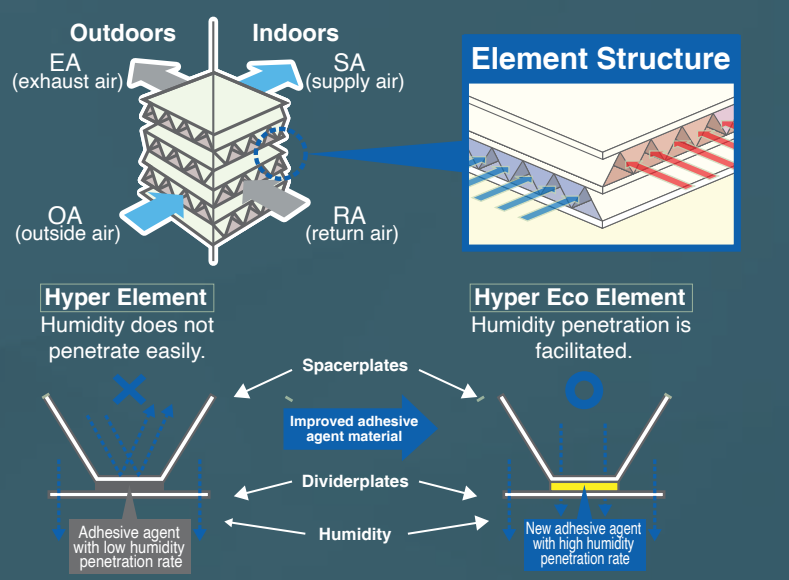 Outdoors
Indoors
EA
(exhaust air)
SA
(supply air)
OA
(outside air)
RA
(return air)
Element Structure
Hyper Element
Humidity does not
penetrate easily.
Hyper Eco Element
Humidity penetration is
facilitated.
Spacerplates
Improved adhesive
agent material
Dividerplates
Humidity
Adhesive agent
with low humidity
penetration rate
New adhesive agent
with high humidity
penetration rate